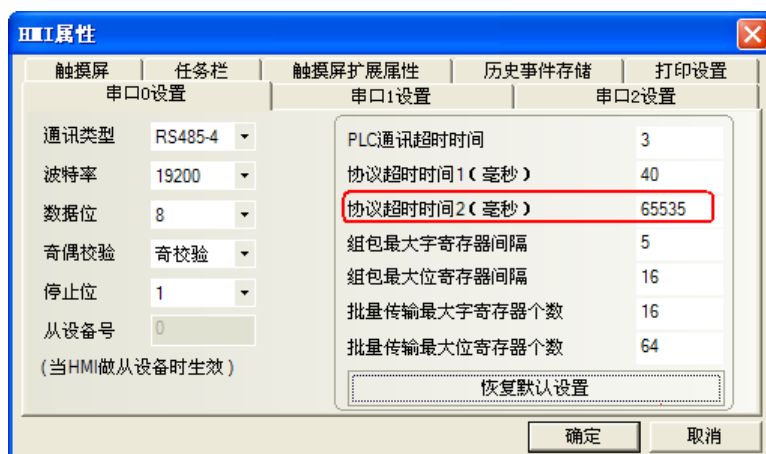 HMI属性
触摸屏 任务栏 触摸屏扩展属性 历史事件存储 打印设置
串口0设置 串口1设置 串口2设置
通讯类型 RS485-4
波特率 19200
数据位 8
奇偶校验 奇校验
停止位 1
从设备号 0
(当HMI做从设备时生效)
PLC通讯超时时间 3
协议超时时间1(毫秒) 40
协议超时时间2(毫秒) 65535
组包最大字寄存器间隔 5
组包最大位寄存器间隔 16
批量传输最大字寄存器个数 16
批量传输最大位寄存器个数 64
恢复默认设置
确定 取消